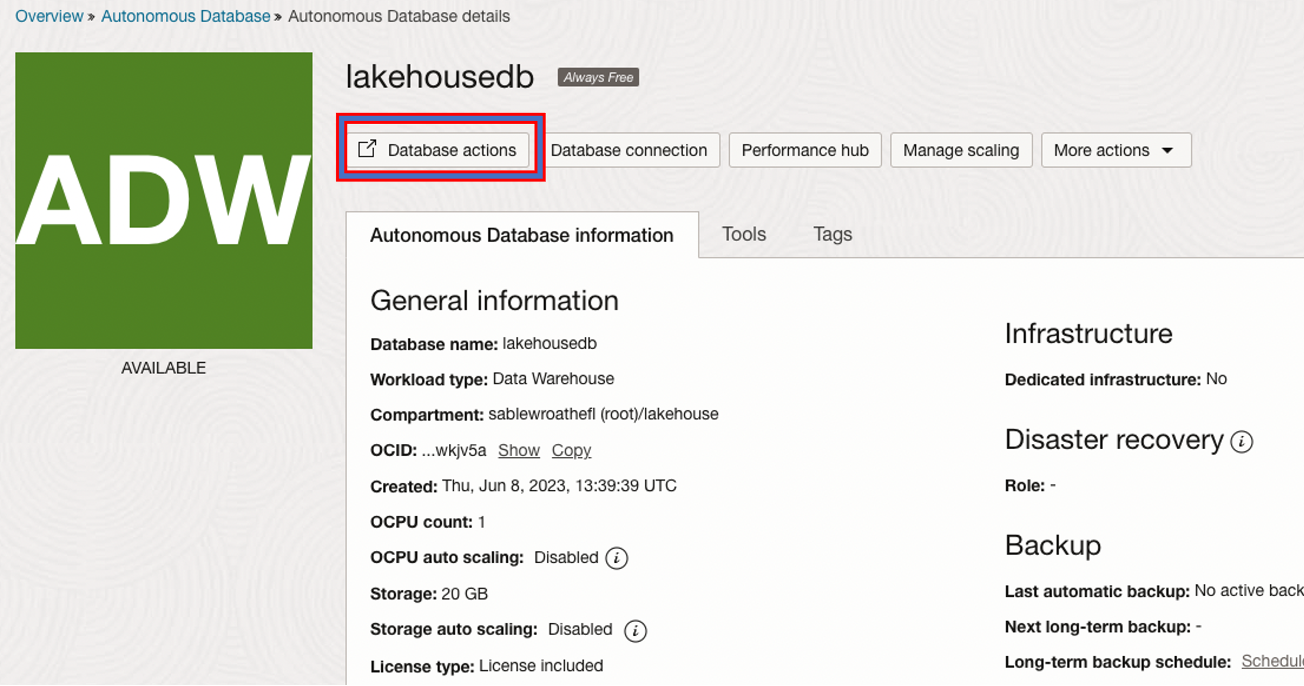 Overview » Autonomous Database » Autonomous Database details
ADW
AVAILABLE
lakehousedb Always Free
Database actions Database connection Performance hub Manage scaling More actions
Autonomous Database information Tools Tags
General information
Database name: lakehousedb
Workload type: Data Warehouse
Compartment: sablewroathefl (root)/lakehouse
OCID: ...wkjv5a Show Copy
Created: Thu, Jun 8, 2023, 13:39:39 UTC
OCPU count: 1
OCPU auto scaling: Disabled i
Storage: 20 GB
Storage auto scaling: Disabled i
License type: License included
Infrastructure
Dedicated infrastructure: No
Disaster recovery i
Role: -
Backup
Last automatic backup: No active back
Next long-term backup: -
Long-term backup schedule: Schedul